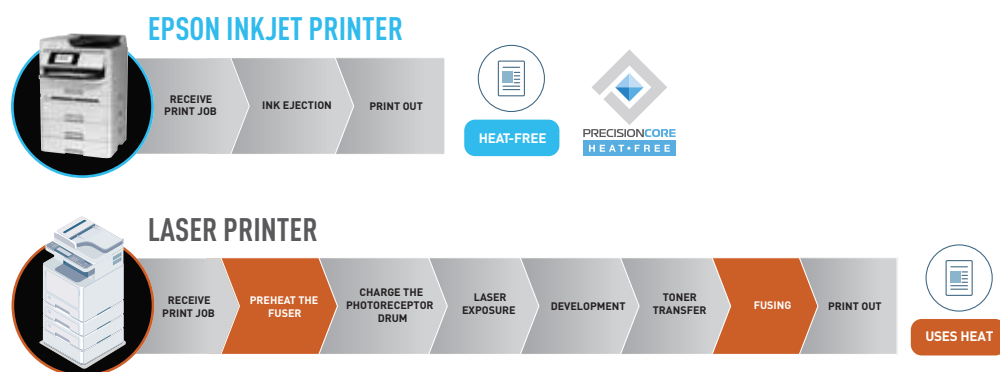 EPSON INKJET PRINTER
RECEIVE
PRINT JOB
INK EJECTION
PRINT OUT
HEAT-FREE
PRECISIONCORE
HEAT•FREE
LASER PRINTER
RECEIVE
PRINT JOB
PREHEAT THE
FUSER
CHARGE THE
PHOTORECEPTOR
DRUM
LASER
EXPOSURE
DEVELOPMENT
TONER
TRANSFER
FUSING
PRINT OUT
USES HEAT